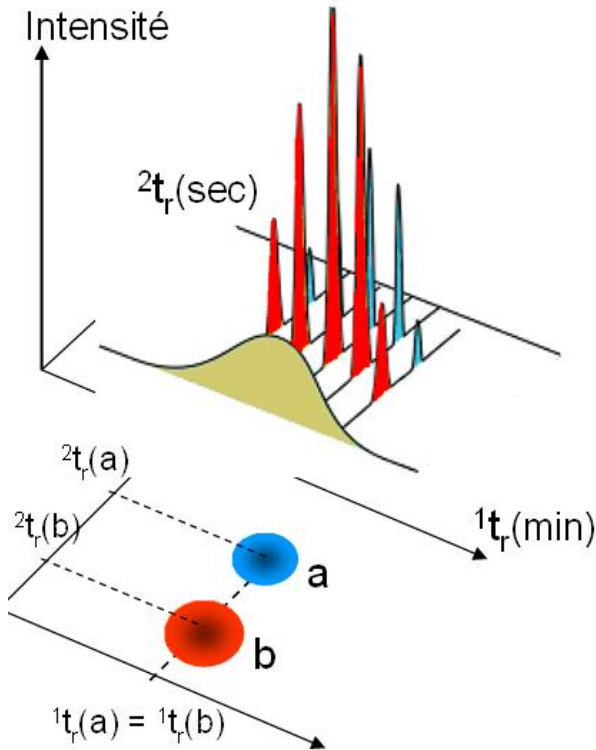 Intensité
²tᵣ(sec)
¹tᵣ(min)
²tᵣ(a)
²tᵣ(b)
a
b
¹tᵣ(a) = ¹tᵣ(b)